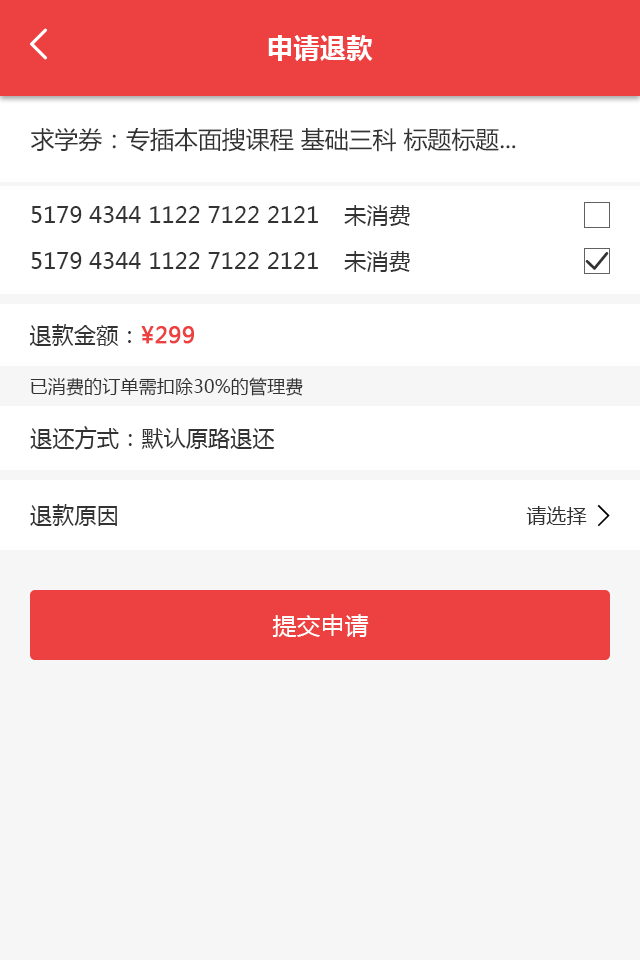 申请退款
求学券：专插本面搜课程 基础三科 标题标题...
5179 4344 1122 7122 2121 未消费
5179 4344 1122 7122 2121 未消费
退款金额：¥299
已消费的订单需扣除30%的管理费
退还方式：默认原路退还
退款原因 请选择
提交申请